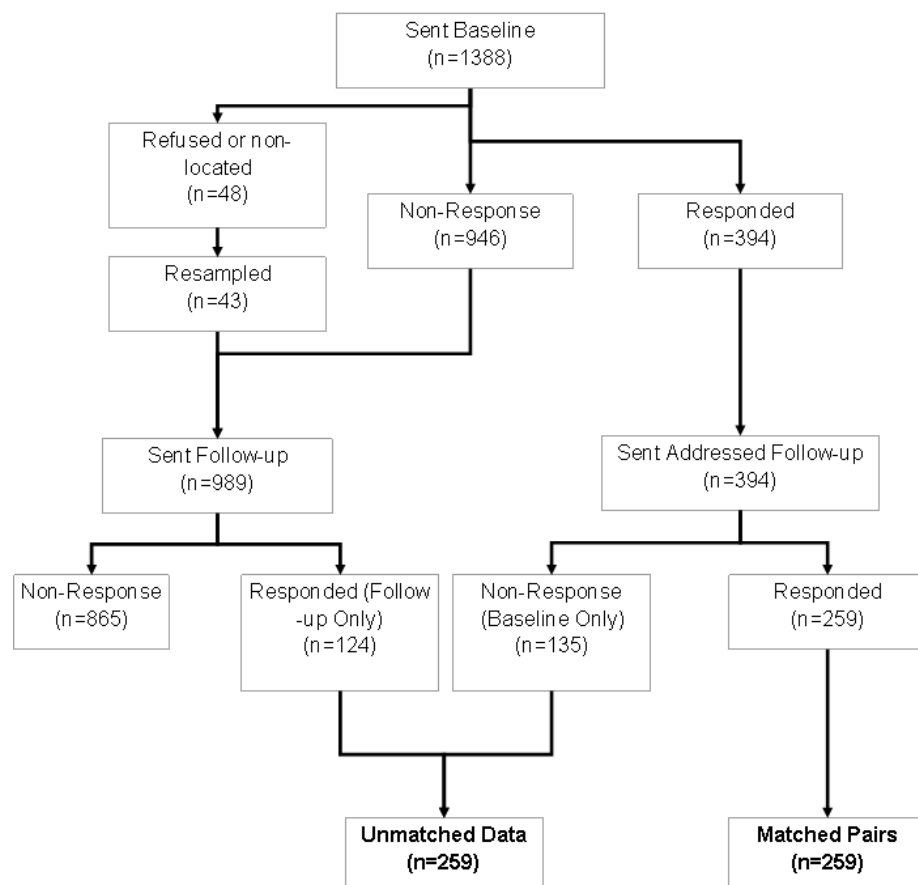 Sent Baseline
(n=1388)
Refused or non-
located
(n=48)
Non-Response
(n=946)
Responded
(n=394)
Resampled
(n=43)
Sent Follow-up
(n=989)
Sent Addressed Follow-up
(n=394)
Non-Response
(n=865)
Responded (Follow
-up Only)
(n=124)
Non-Response
(Baseline Only)
(n=135)
Responded
(n=259)
Unmatched Data
(n=259)
Matched Pairs
(n=259)